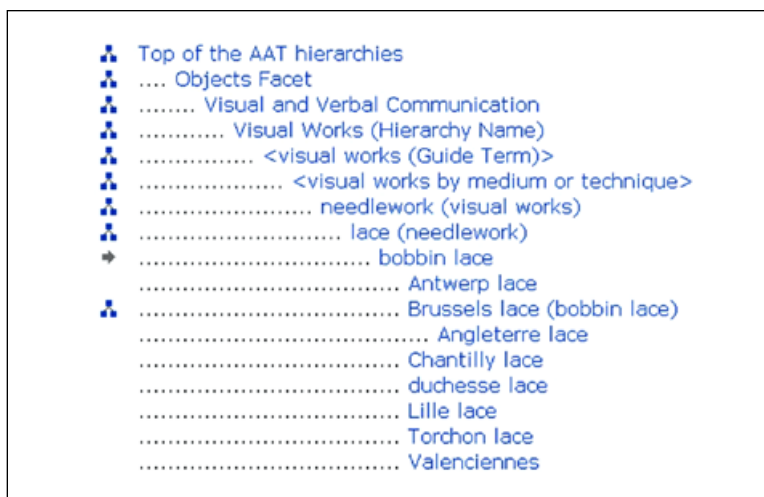 Top of the AAT hierarchies
.... Objects Facet
........ Visual and Verbal Communication
............ Visual Works (Hierarchy Name)
................ <visual works (Guide Term)>
.................... <visual works by medium or technique>
........................ needlework (visual works)
............................ lace (needlework)
................................ bobbin lace
.................................... Antwerp lace
.................................... Brussels lace (bobbin lace)
........................................ Angleterre lace
.................................... Chantilly lace
.................................... duchesse lace
.................................... Lille lace
.................................... Torchon lace
.................................... Valenciennes